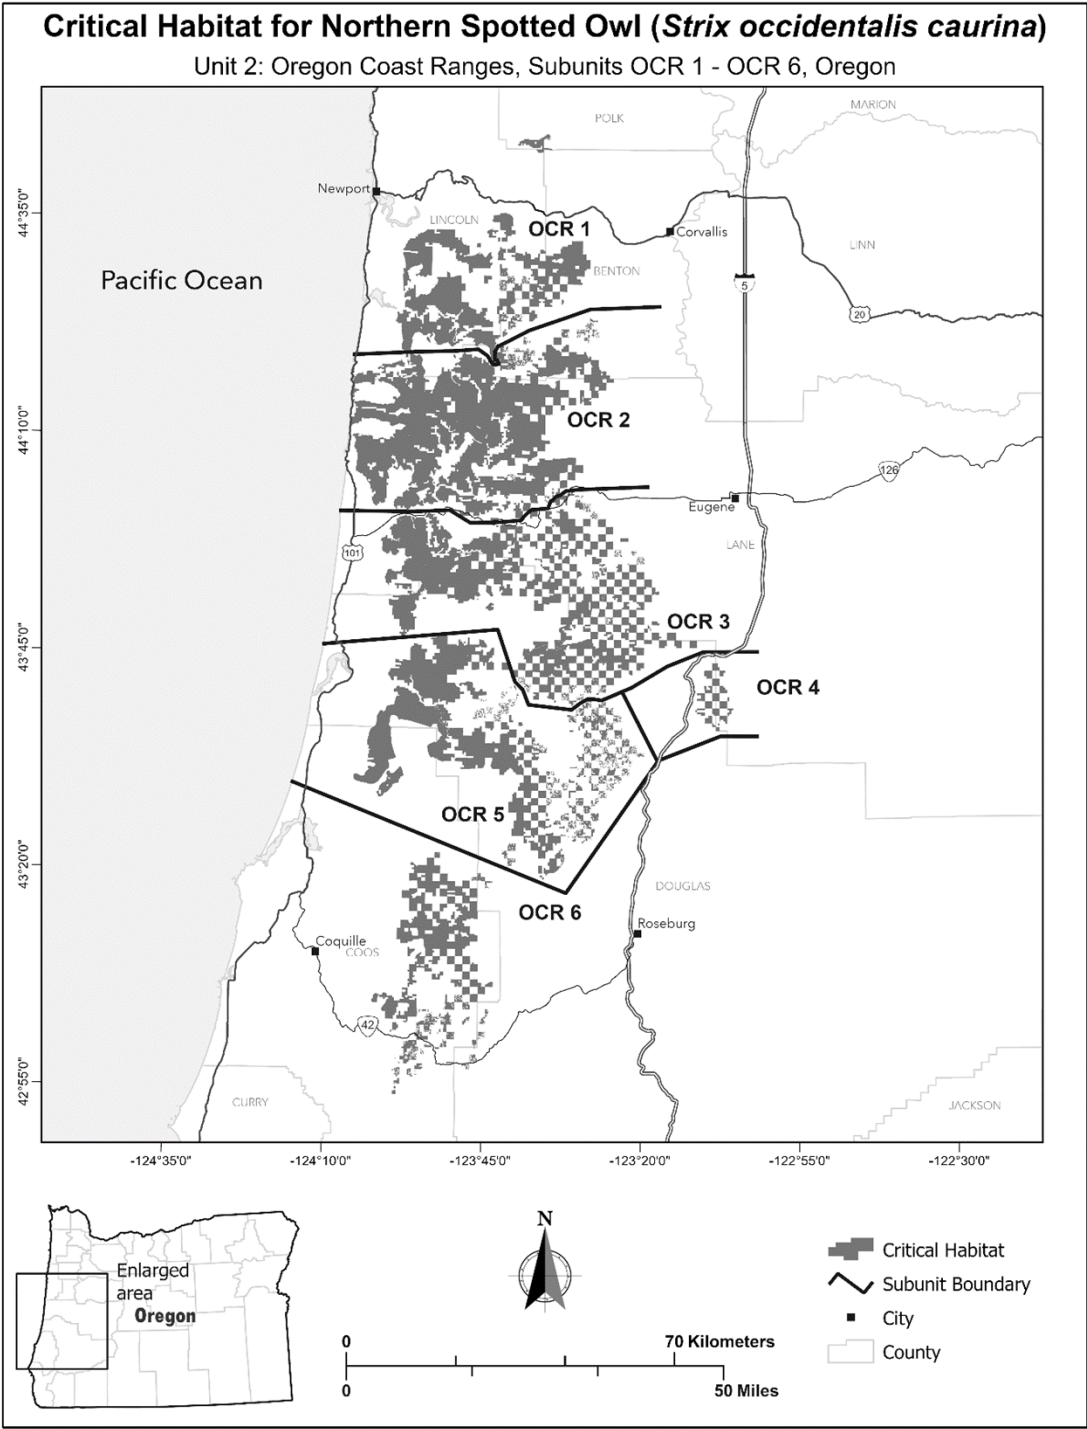 Critical Habitat for Northern Spotted Owl (Strix occidentalis caurina)
Unit 2: Oregon Coast Ranges, Subunits OCR 1 - OCR 6, Oregon
MARION
POLK
Newport
44°35'0"
LINCOLN
OCR 1
Corvallis
LINN
BENTON
Pacific Ocean
5
20
OCR 2
44°10'0"
126
Eugene
101
LANE
OCR 3
43°45'0"
OCR 4
OCR 5
43°20'0"
DOUGLAS
OCR 6
Roseburg
Coquille
COOS
42
42°55'0"
CURRY
JACKSON
-124°35'0"
-124°10'0"
-123°45'0"
-123°20'0"
-122°55'0"
-122°30'0"
N
Enlarged
area
Oregon
Critical Habitat
Subunit Boundary
City
County
0
70 Kilometers
0
50 Miles